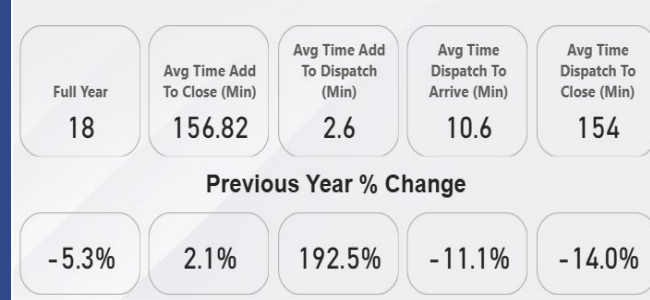 Full Year
18
Avg Time Add
To Close (Min)
156.82
Avg Time Add
To Dispatch
(Min)
2.6
Avg Time
Dispatch To
Arrive (Min)
10.6
Avg Time
Dispatch To
Close (Min)
154
Previous Year % Change
-5.3%
2.1%
192.5%
-11.1%
-14.0%